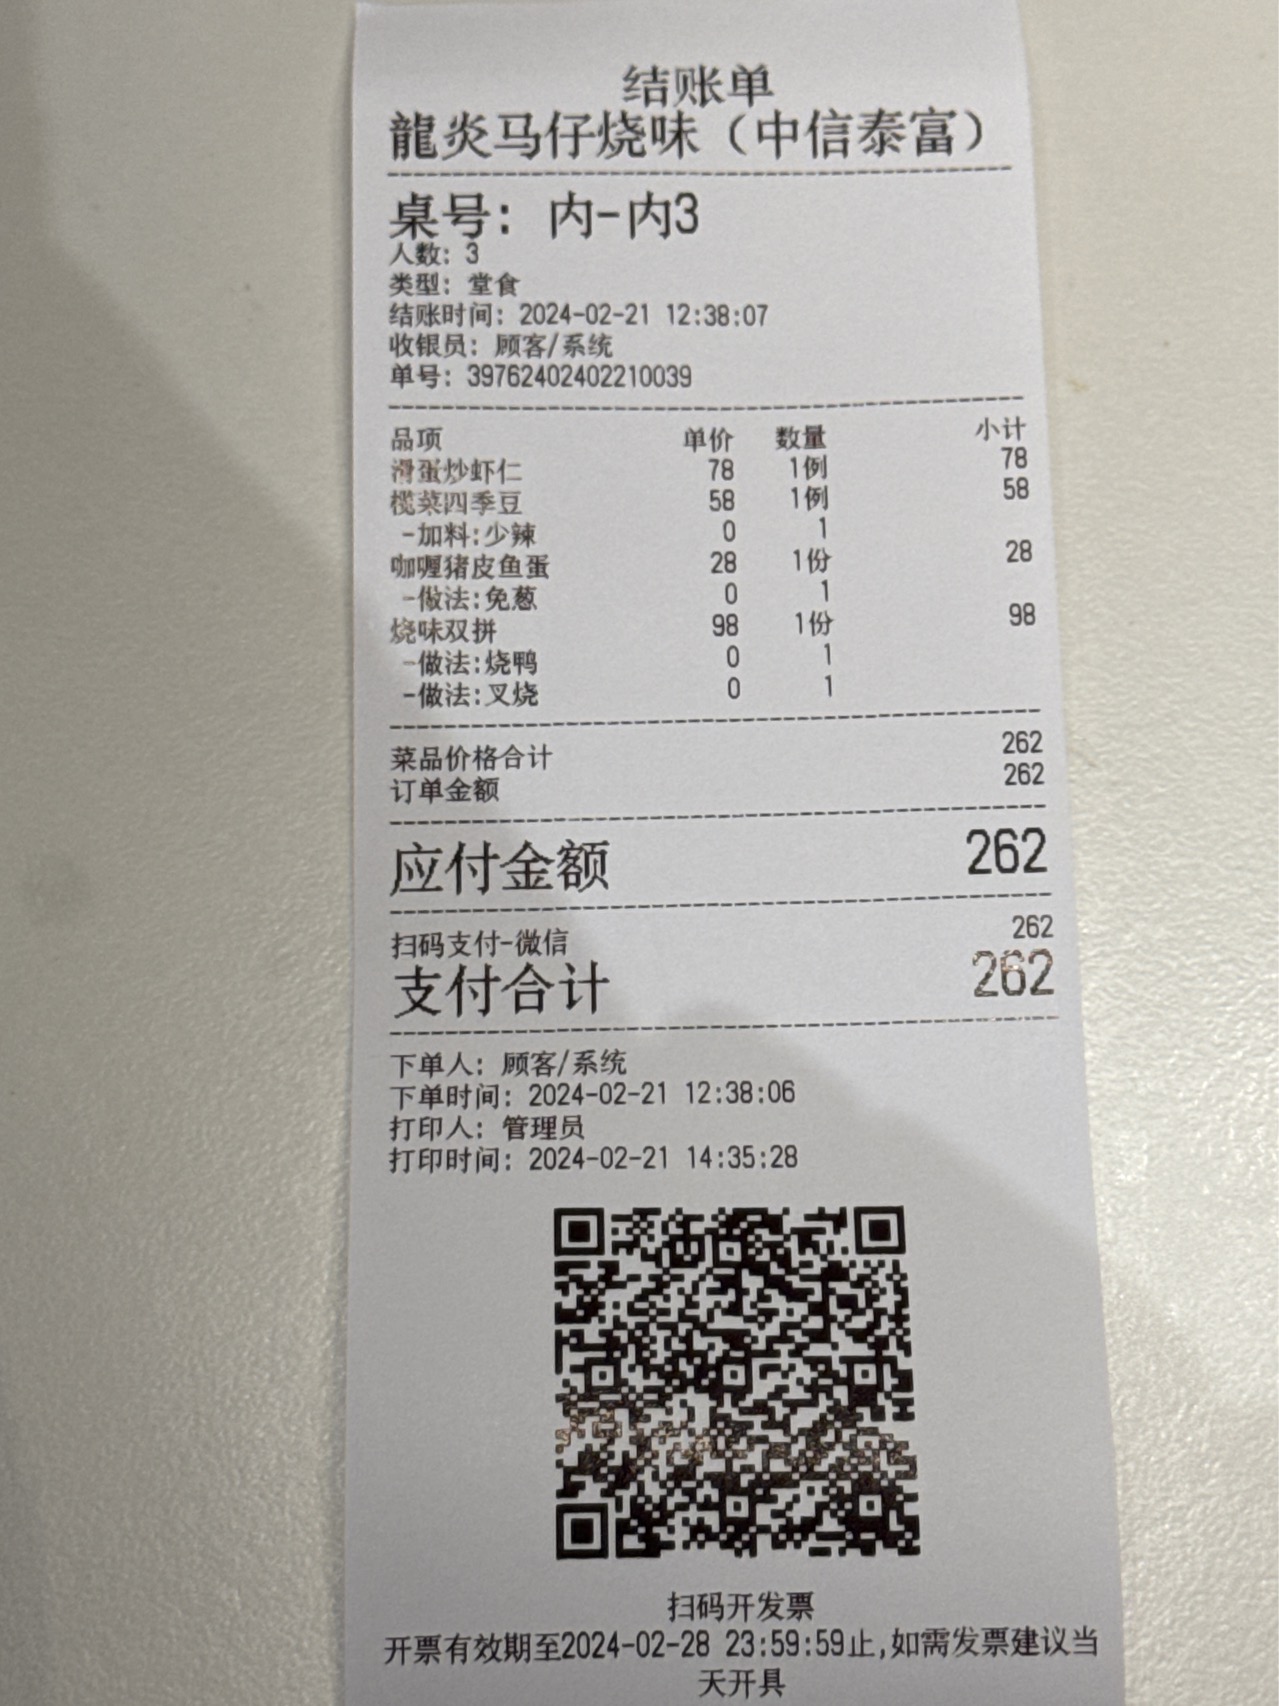 结账单
龍炎马仔烧味（中信泰富）
桌号：内-内3
人数：3
类型：堂食
结账时间：2024-02-21 12:38:07
收银员：顾客/系统
单号：39762402402210039
品项 单价 数量 小计
滑蛋炒虾仁 78 1例 78
榄菜四季豆 58 1例 58
-加料:少辣 0 1
咖喱猪皮鱼蛋 28 1份 28
-做法:免葱 0 1
烧味双拼 98 1份 98
-做法:烧鸭 0 1
-做法:叉烧 0 1
菜品价格合计 262
订单金额 262
应付金额 262
扫码支付-微信 262
支付合计 262
下单人：顾客/系统
下单时间：2024-02-21 12:38:06
打印人：管理员
打印时间：2024-02-21 14:35:28
扫码开发票
开票有效期至2024-02-28 23:59:59止,如需发票建议当
天开具